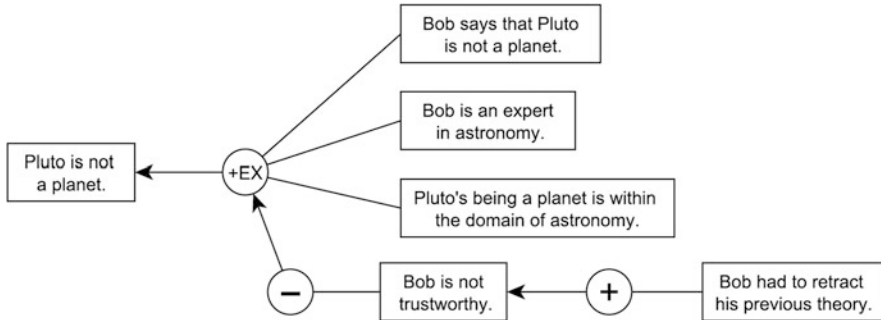 Bob says that Pluto
is not a planet.
Bob is an expert
in astronomy.
Pluto is not
a planet.
+EX
Pluto's being a planet is within
the domain of astronomy.
−
Bob is not
trustworthy.
+
Bob had to retract
his previous theory.